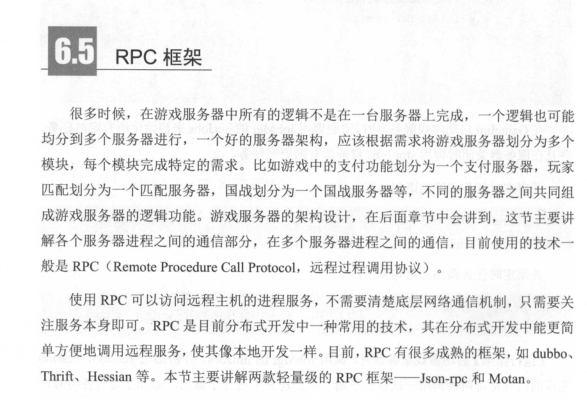 6.5 RPC 框架
很多时候，在游戏服务器中所有的逻辑不是在一台服务器上完成，一个逻辑也可能
均分到多个服务器进行，一个好的服务器架构，应该根据需求将游戏服务器划分为多个
模块，每个模块完成特定的需求。比如游戏中的支付功能划分为一个支付服务器，玩家
匹配划分为一个匹配服务器，国战划分为一个国战服务器等，不同的服务器之间共同组
成游戏服务器的逻辑功能。游戏服务器的架构设计，在后面章节中会讲到，这节主要讲
解各个服务器进程之间的通信部分，在多个服务器进程之间的通信，目前使用的技术一
般是 RPC（Remote Procedure Call Protocol，远程过程调用协议）。
使用 RPC 可以访问远程主机的进程服务，不需要清楚底层网络通信机制，只需要关
注服务本身即可。RPC 是目前分布式开发中一种常用的技术，其在分布式开发中能更简
单方便地调用远程服务，使其像本地开发一样。目前，RPC 有很多成熟的框架，如 dubbo、
Thrift、Hessian 等。本节主要讲解两款轻量级的 RPC 框架——Json-rpc 和 Motan。